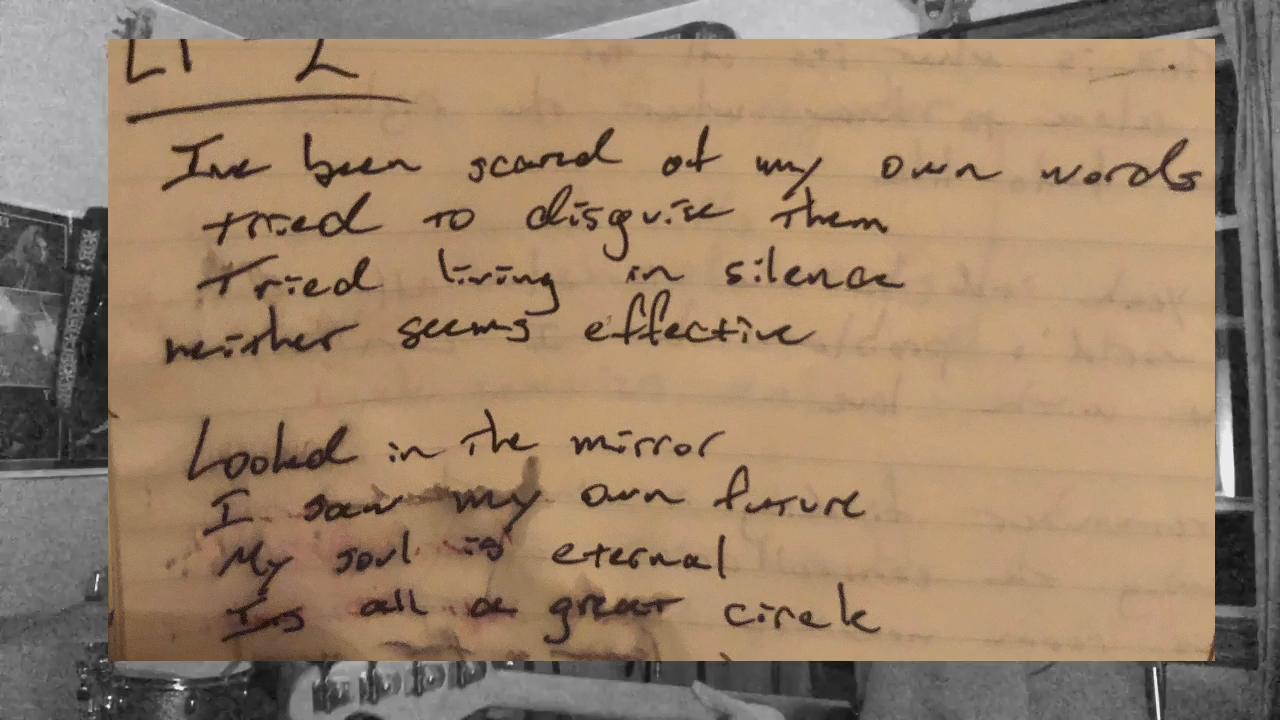 I've been scared of my own words
tried to disguise them
Tried living in silence
neither seems effective
Looked in the mirror
I saw my own future
My soul is eternal
Its all a great circle